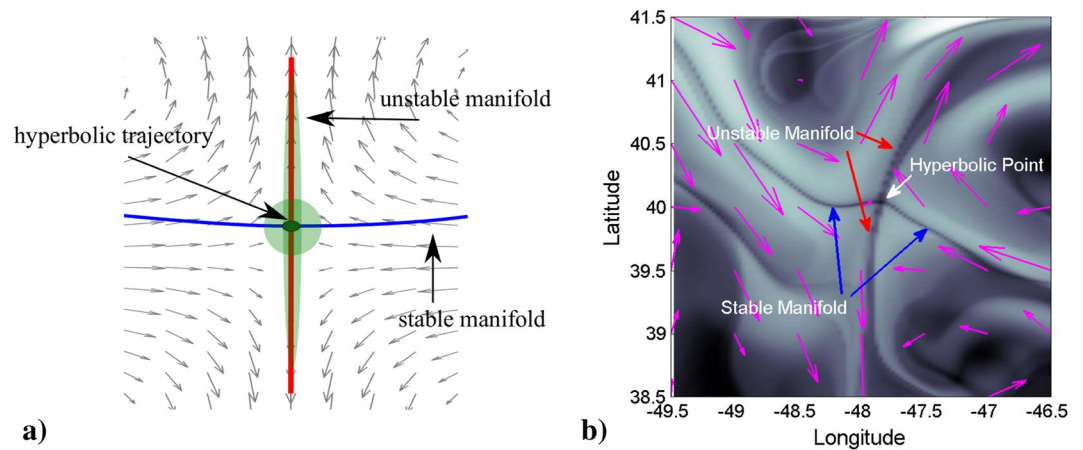 unstable manifold
hyperbolic trajectory
stable manifold
a)
41.5
41
40.5
40
39.5
39
38.5
Latitude
Unstable Manifold
Hyperbolic Point
Stable Manifold
-49.5 -49 -48.5 -48 -47.5 -47 -46.5
Longitude
b)